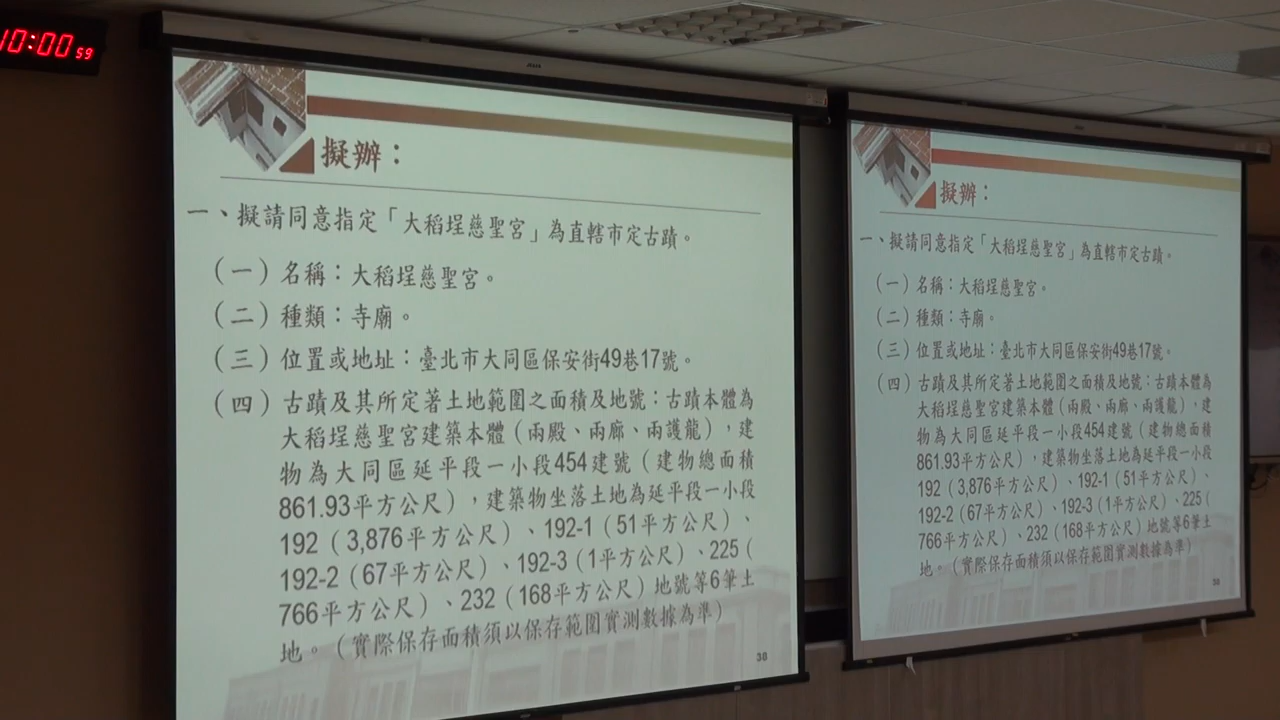 10:00 59
擬辦：
一、擬請同意指定「大稻埕慈聖宮」為直轄市定古蹟。
（一）名稱：大稻埕慈聖宮。
（二）種類：寺廟。
（三）位置或地址：臺北市大同區保安街49巷17號。
（四）古蹟及其所定著土地範圍之面積及地號：古蹟本體為
大稻埕慈聖宮建築本體（兩殿、兩廊、兩護龍），建
物為大同區延平段一小段454建號（建物總面積
861.93平方公尺），建築物坐落土地為延平段一小段
192（3,876平方公尺）、192-1（51平方公尺）、
192-2（67平方公尺）、192-3（1平方公尺）、225（
766平方公尺）、232（168平方公尺）地號等6筆土
地。（實際保存面積須以保存範圍實測數據為準）
38
擬辦：
一、擬請同意指定「大稻埕慈聖宮」為直轄市定古蹟。
（一）名稱：大稻埕慈聖宮。
（二）種類：寺廟。
（三）位置或地址：臺北市大同區保安街49巷17號。
（四）古蹟及其所定著土地範圍之面積及地號：古蹟本體為
大稻埕慈聖宮建築本體（兩殿、兩廊、兩護龍），建
物為大同區延平段一小段454建號（建物總面積
861.93平方公尺），建築物坐落土地為延平段一小段
192（3,876平方公尺）、192-1（51平方公尺）、
192-2（67平方公尺）、192-3（1平方公尺）、225（
766平方公尺）、232（168平方公尺）地號等6筆土
地。（實際保存面積須以保存範圍實測數據為準）
38